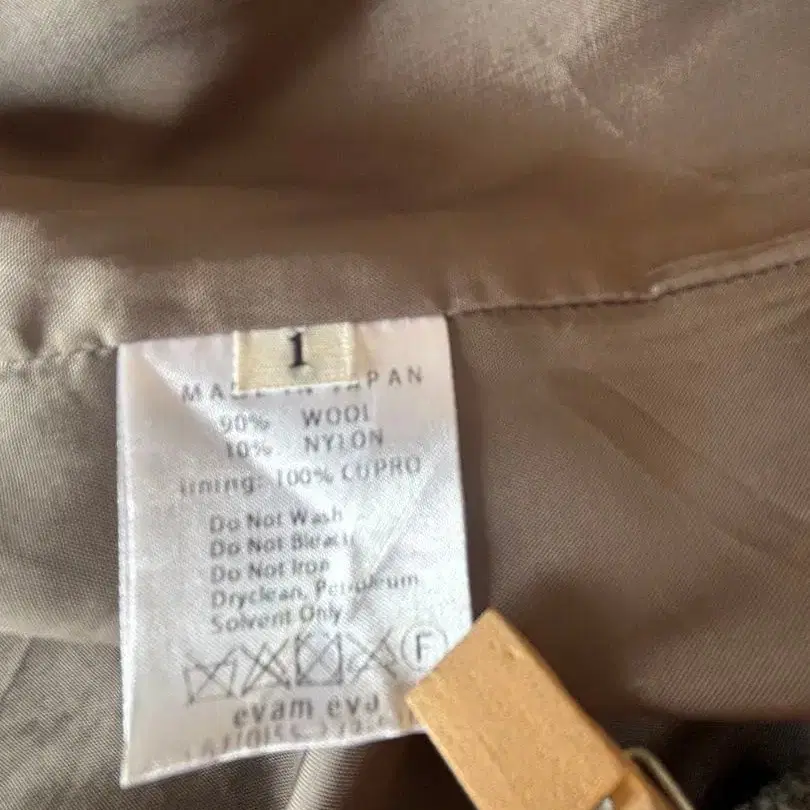 1
MADE IN JAPAN
90% WOOL
10% NYLON
lining: 100% CUPRO
Do Not Wash
Do Not Bleach
Do Not Iron
Dryclean, Petroleum
Solvent Only
F
evam eva